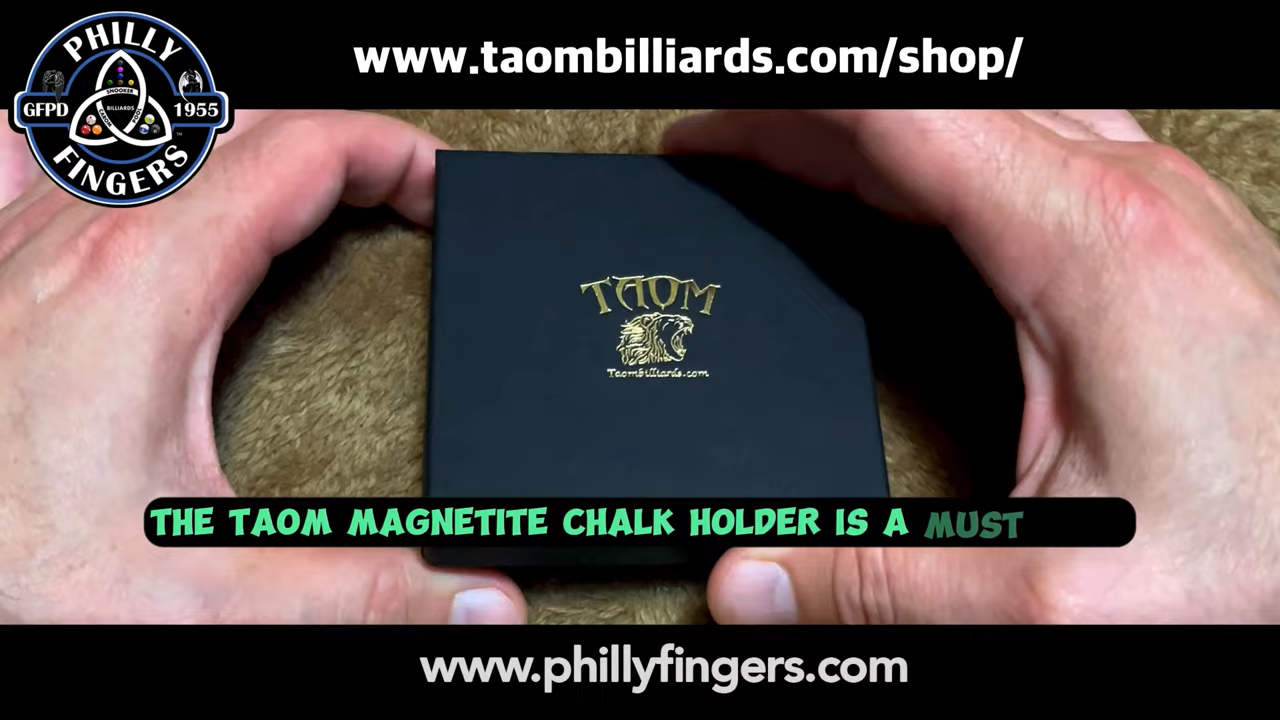 PHILLY
www.taombilliards.com/shop/
SNOOKER
BILLIARDS
GFPD
1955
FINGERS
TAOM
Taombilliards.com
THE TAOM MAGNETITE CHALK HOLDER IS A MUST
www.phillyfingers.com